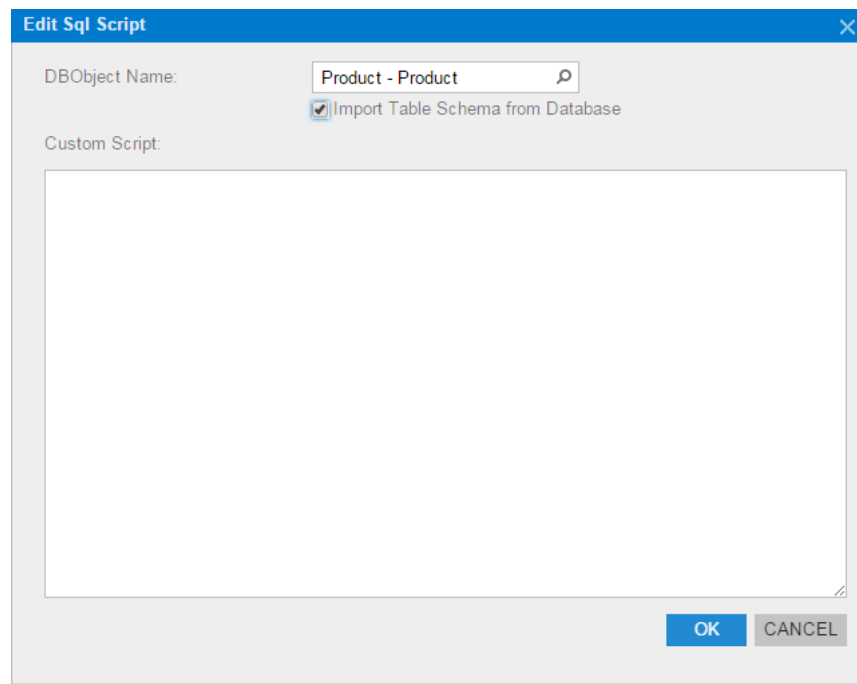 Edit Sql Script
DBObject Name:
Product - Product
Import Table Schema from Database
Custom Script:
OK
CANCEL